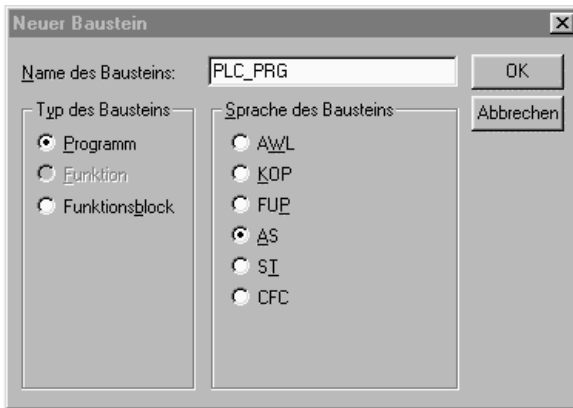 Neuer Baustein
Name des Bausteins: PLC_PRG
OK
Abbrechen
Typ des Bausteins
Programm
Funktion
Funktionsblock
Sprache des Bausteins
AWL
KOP
FUP
AS
ST
CFC